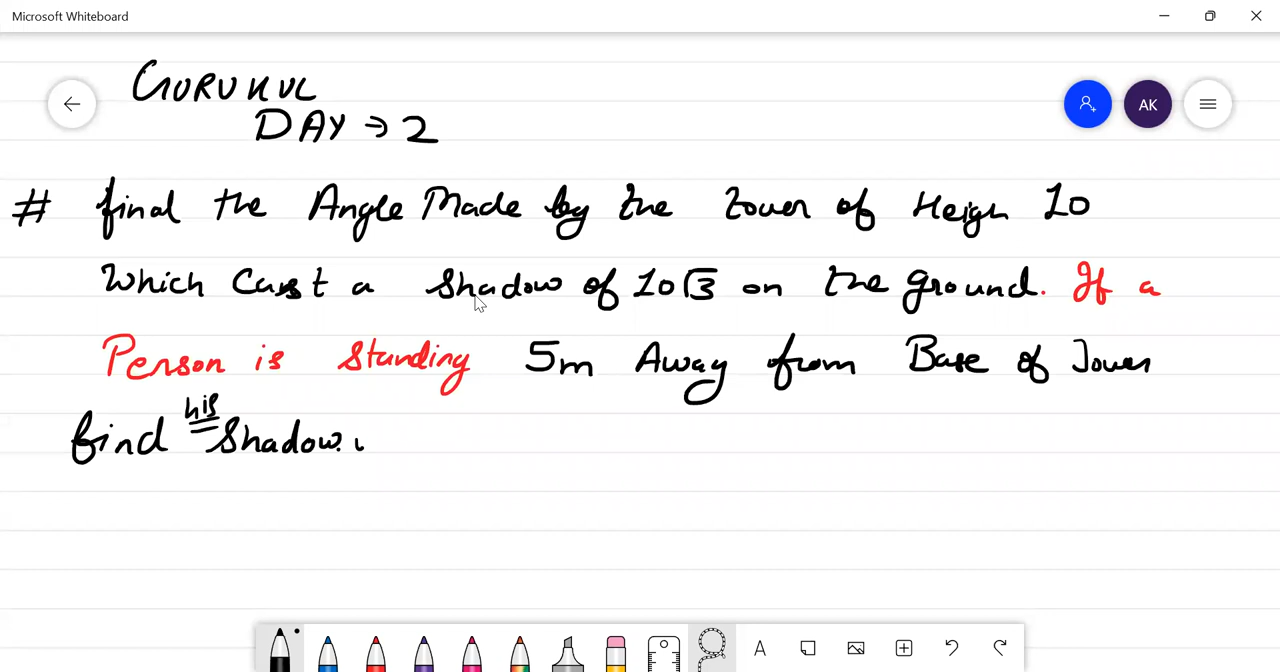 Microsoft Whiteboard
GURUKUL
DAY → 2
AK
# find the Angle Made by the tower of Heigh 10
Which Cast a Shadow of 10√3 on the ground. If a
Person is Standing 5m Away from Base of Tower
find his Shadow.
A